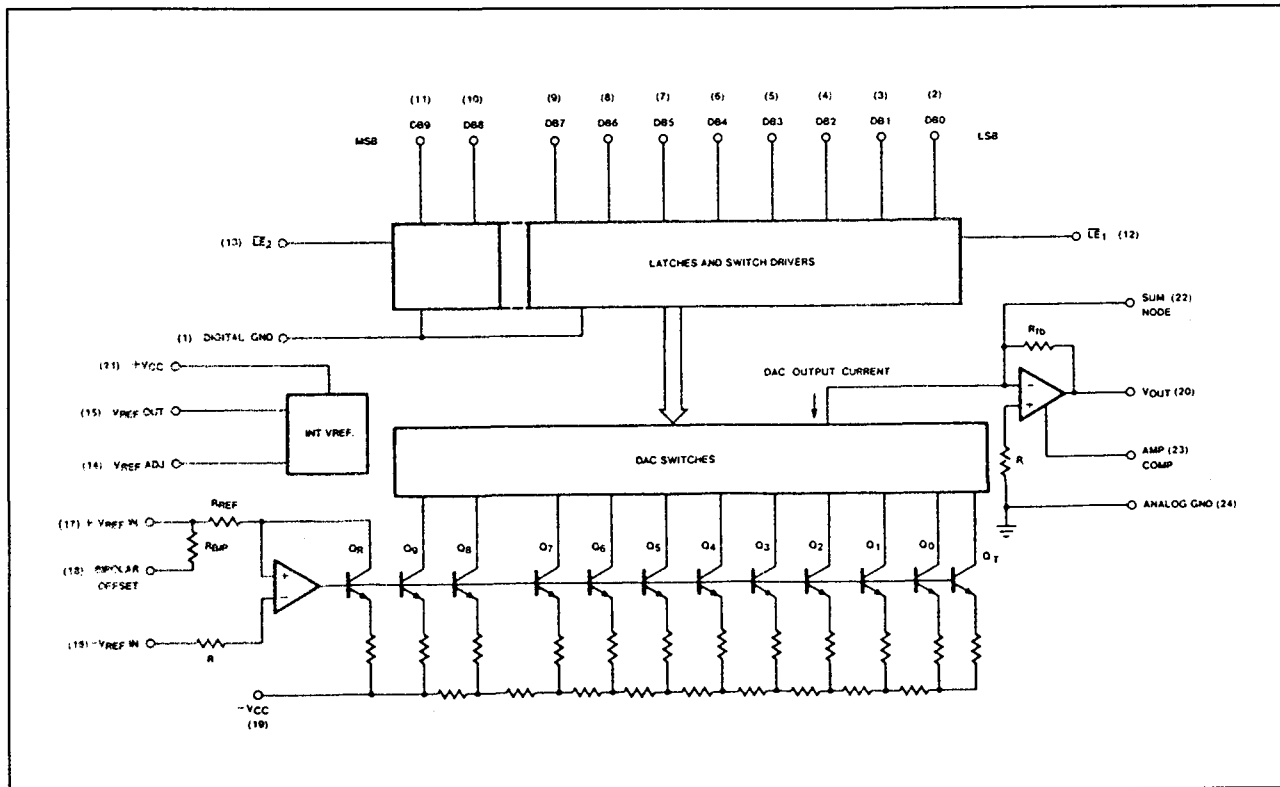 (11) (10) (9) (8) (7) (6) (5) (4) (3) (2)
MSB DB9 DB8 DB7 DB6 DB5 DB4 DB3 DB2 DB1 DB0 LSB
(13) LE2
LATCHES AND SWITCH DRIVERS
LE1 (12)
(1) DIGITAL GND
SUM (22)
NODE
Rfb
(21) +VCC
DAC OUTPUT CURRENT
(15) VREF OUT
INT VREF.
VOUT (20)
(14) VREF ADJ
DAC SWITCHES
R
AMP (23)
COMP
ANALOG GND (24)
RREF
(17) + VREF IN
RBIP
(18) BIPOLAR
OFFSET
QR Q9 Q8 Q7 Q6 Q5 Q4 Q3 Q2 Q1 Q0 QT
+
−
−VREF IN
R
−VCC
(19)